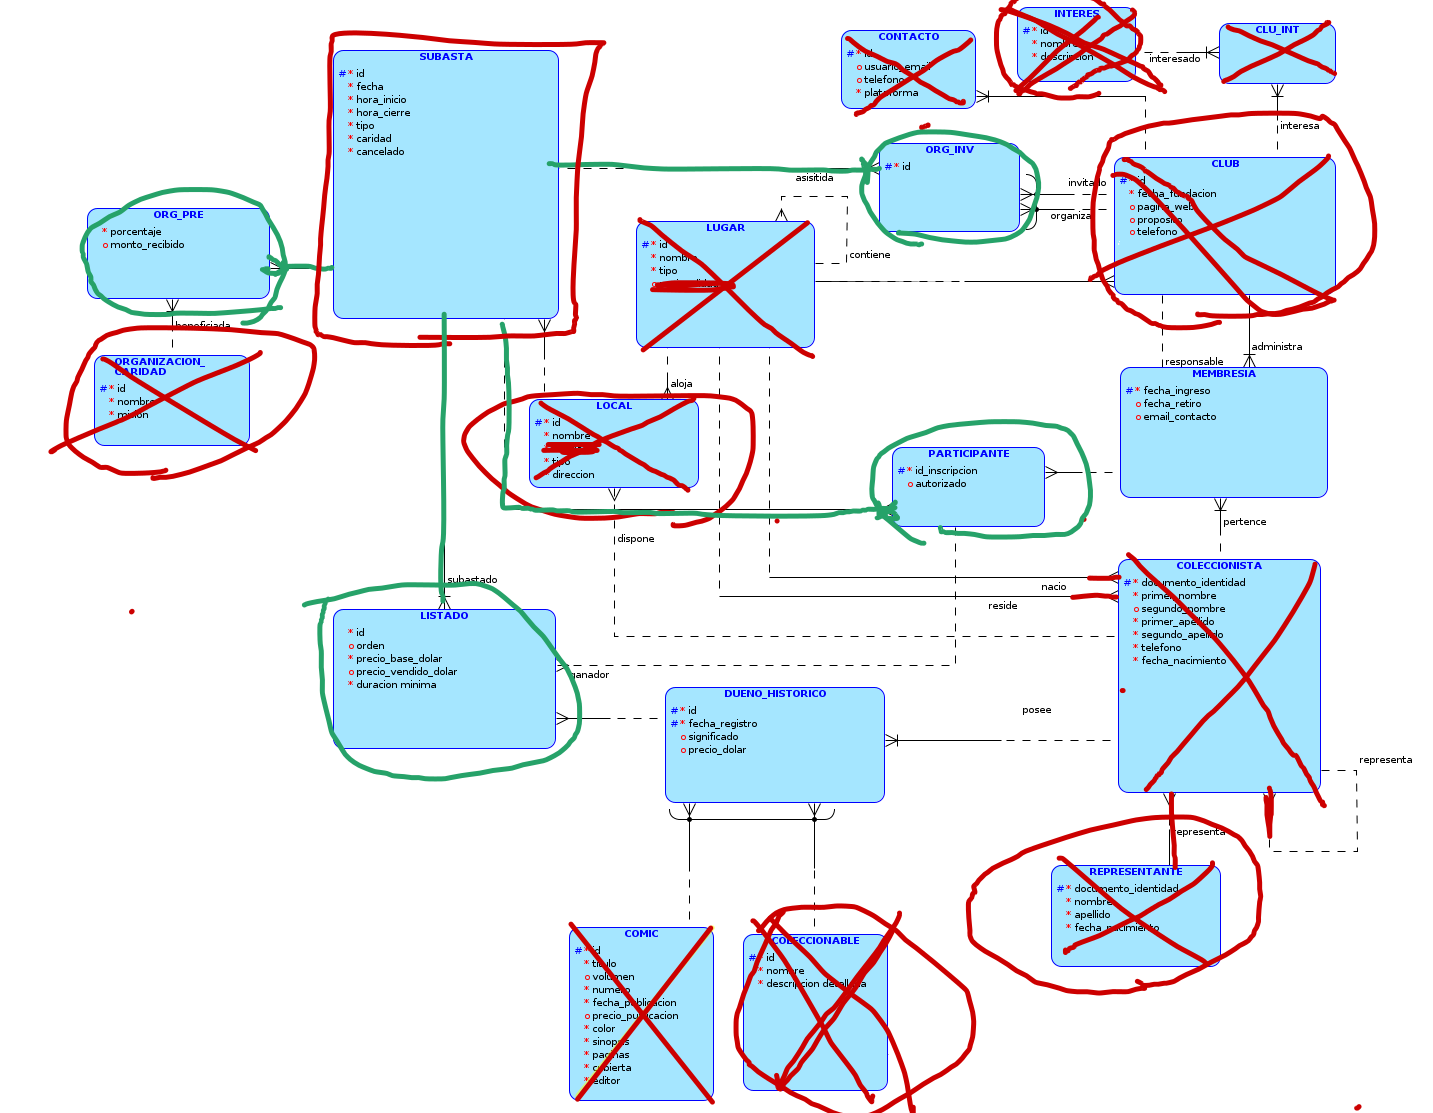 SUBASTA
#* id
* fecha
* hora_inicio
* hora_cierre
* tipo
* caridad
* cancelado
CONTACTO
#* id
o usuario_email
o telefono
* plataforma
INTERES
#* id
* nombre
* descripcion
interesado
CLU_INT
interesa
ORG_INV
#* id
asisitida
invitado
organiza
CLUB
#* id
* fecha_fundacion
o pagina_web
o proposito
o telefono
ORG_PRE
* porcentaje
o monto_recibido
beneficiada
ORGANIZACION_
CARIDAD
#* id
* nombre
* mision
LUGAR
#* id
* nombre
* tipo
contiene
aloja
LOCAL
#* id
* nombre
* tipo
* direccion
dispone
responsable
administra
MEMBRESIA
#* fecha_ingreso
o fecha_retiro
o email_contacto
PARTICIPANTE
#* id_inscripcion
o autorizado
pertence
subastado
nacio
reside
COLECCIONISTA
#* documento_identidad
* primer_nombre
o segundo_nombre
* primer_apelido
* segundo_apelido
* telefono
* fecha_nacimiento
LISTADO
* id
o orden
* precio_base_dolar
o precio_vendido_dolar
* duracion minima
ganador
DUENO_HISTORICO
#* id
#* fecha_registro
o significado
o precio_dolar
posee
representa
representa
REPRESENTANTE
#* documento_identidad
* nombre
* apellido
* fecha_nacimiento
COMIC
#* id
* titulo
o volumen
* numero
* fecha_publicacion
o precio_publicacion
* color
* sinopsis
* paginas
* cubierta
* editor
COLECCIONABLE
#* id
* nombre
* descripcion detallada